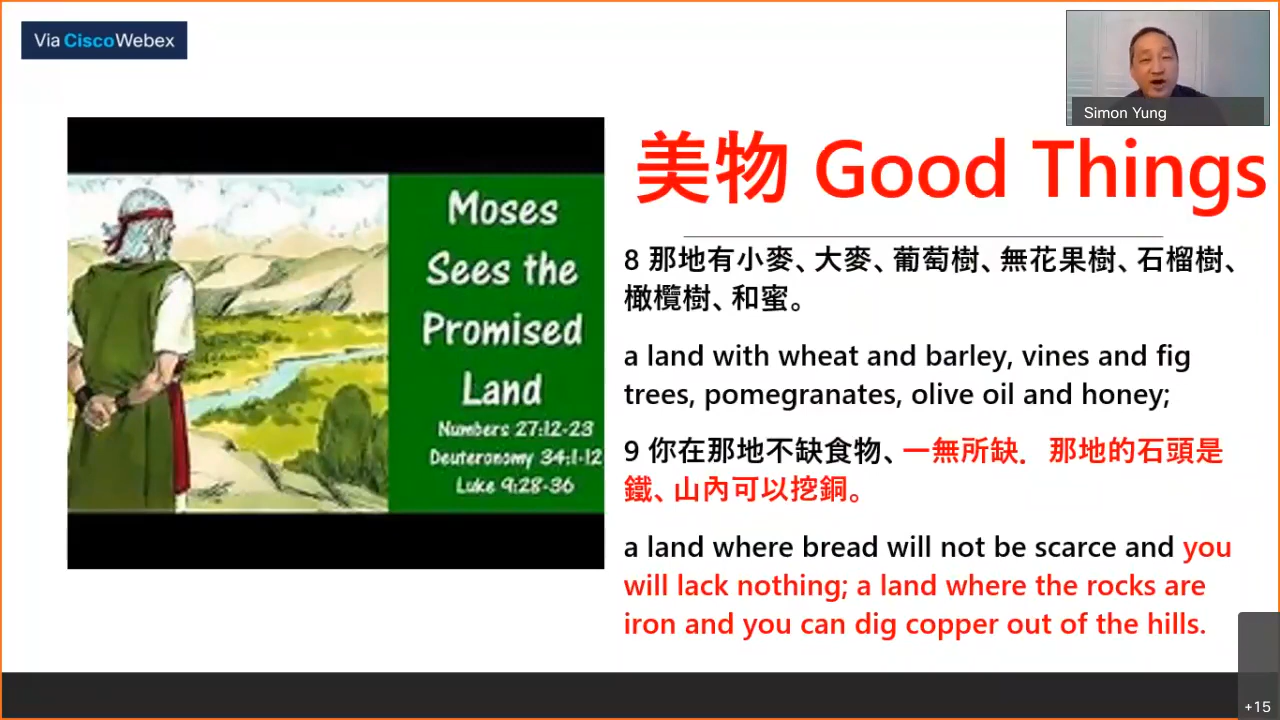 Via CiscoWebex
Simon Yung
Moses
Sees the
Promised
Land
Numbers 27:12-23
Deuteronomy 34:1-12
Luke 9:28-36
美物 Good Things
8 那地有小麥、大麥、葡萄樹、無花果樹、石榴樹、
橄欖樹、和蜜。
a land with wheat and barley, vines and fig
trees, pomegranates, olive oil and honey;
9 你在那地不缺食物、一無所缺．那地的石頭是
鐵、山內可以挖銅。
a land where bread will not be scarce and you
will lack nothing; a land where the rocks are
iron and you can dig copper out of the hills.
+15